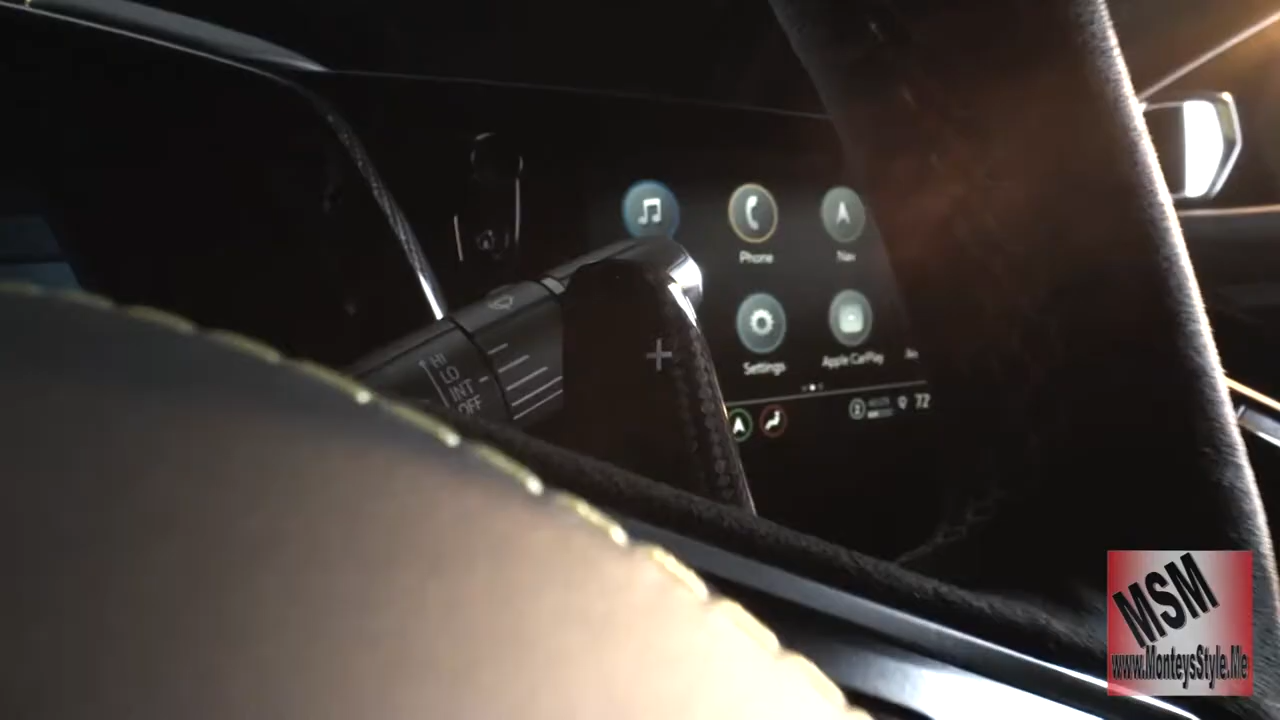 Phone
Nav
Settings
Apple CarPlay
HI
LO
INT
OFF
+
72
MSM
www.MonteysStyle.Me